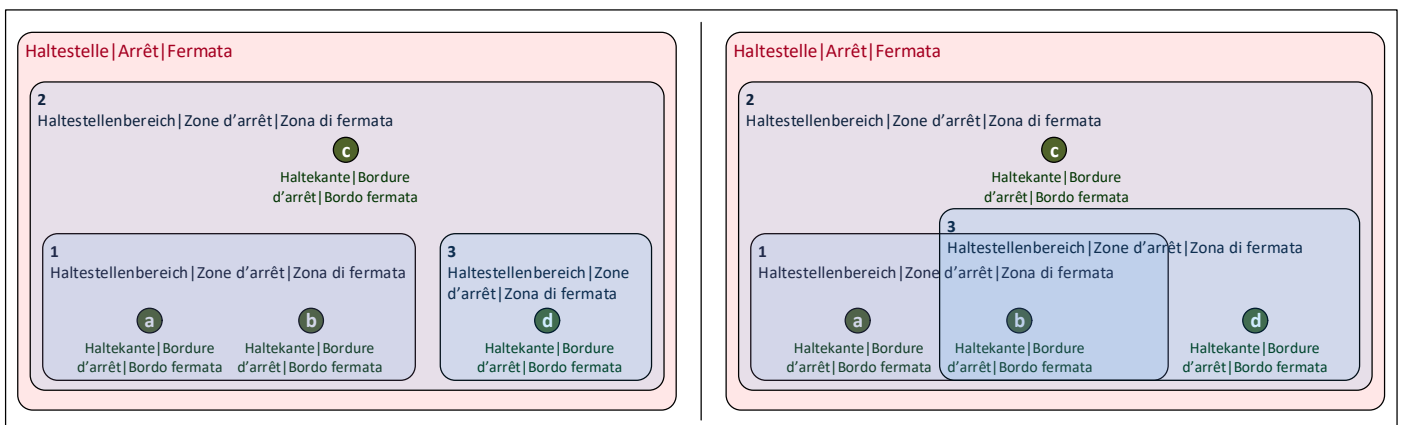 Haltestelle|Arrêt|Fermata
2
Haltestellenbereich|Zone d'arrêt|Zona di fermata
c
Haltekante|Bordure
d'arrêt|Bordo fermata
1
Haltestellenbereich|Zone d'arrêt|Zona di fermata
a
Haltekante|Bordure
d'arrêt|Bordo fermata
b
Haltekante|Bordure
d'arrêt|Bordo fermata
3
Haltestellenbereich|Zone
d'arrêt|Zona di fermata
d
Haltekante|Bordure
d'arrêt|Bordo fermata
Haltestelle|Arrêt|Fermata
2
Haltestellenbereich|Zone d'arrêt|Zona di fermata
c
Haltekante|Bordure
d'arrêt|Bordo fermata
1
Haltestellenbereich|Zone d'arrêt|Zona di fermata
a
Haltekante|Bordure
d'arrêt|Bordo fermata
3
Haltestellenbereich|Zone d'arrêt|Zona di fermata
b
Haltekante|Bordure
d'arrêt|Bordo fermata
d
Haltekante|Bordure
d'arrêt|Bordo fermata